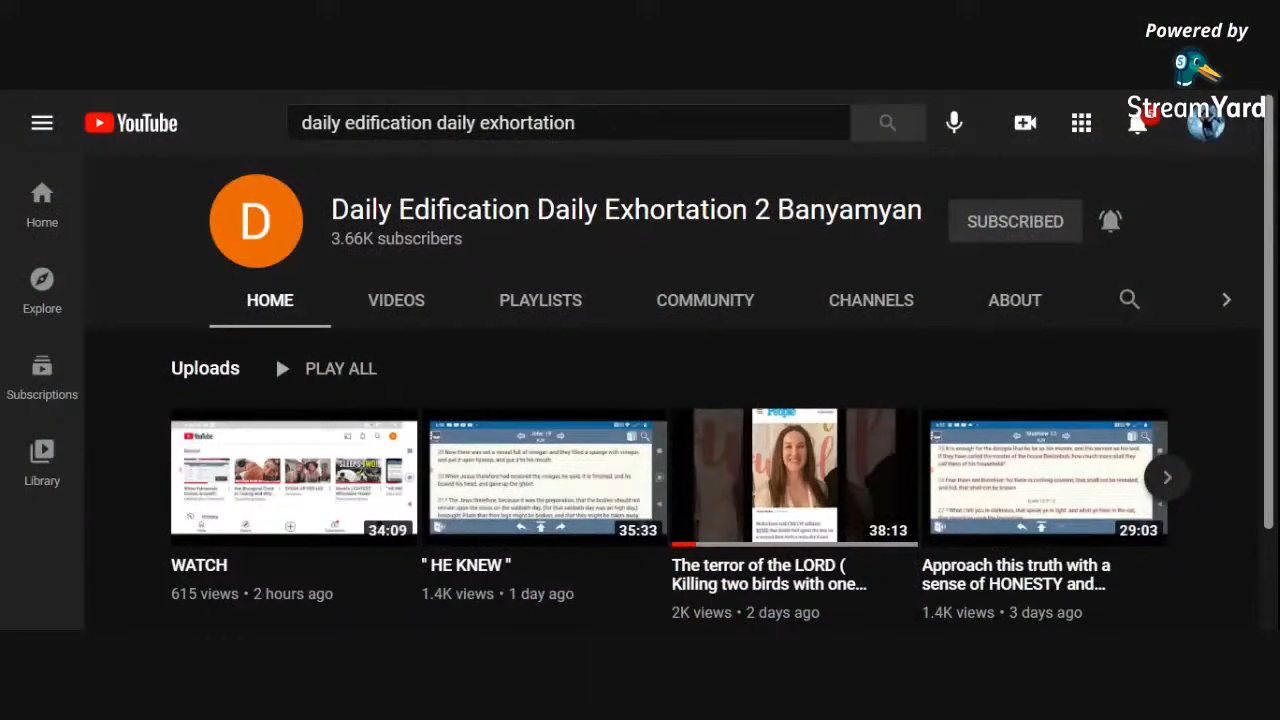 Powered by
StreamYard
YouTube
daily edification daily exhortation
Home
Explore
Subscriptions
Library
D
Daily Edification Daily Exhortation 2 Banyamyan
3.66K subscribers
SUBSCRIBED
HOME VIDEOS PLAYLISTS COMMUNITY CHANNELS ABOUT
Uploads PLAY ALL
YouTube
People
34:09 35:33 38:13 29:03
WATCH
615 views • 2 hours ago
" HE KNEW "
1.4K views • 1 day ago
The terror of the LORD (
Killing two birds with one...
2K views • 2 days ago
Approach this truth with a
sense of HONESTY and...
1.4K views • 3 days ago